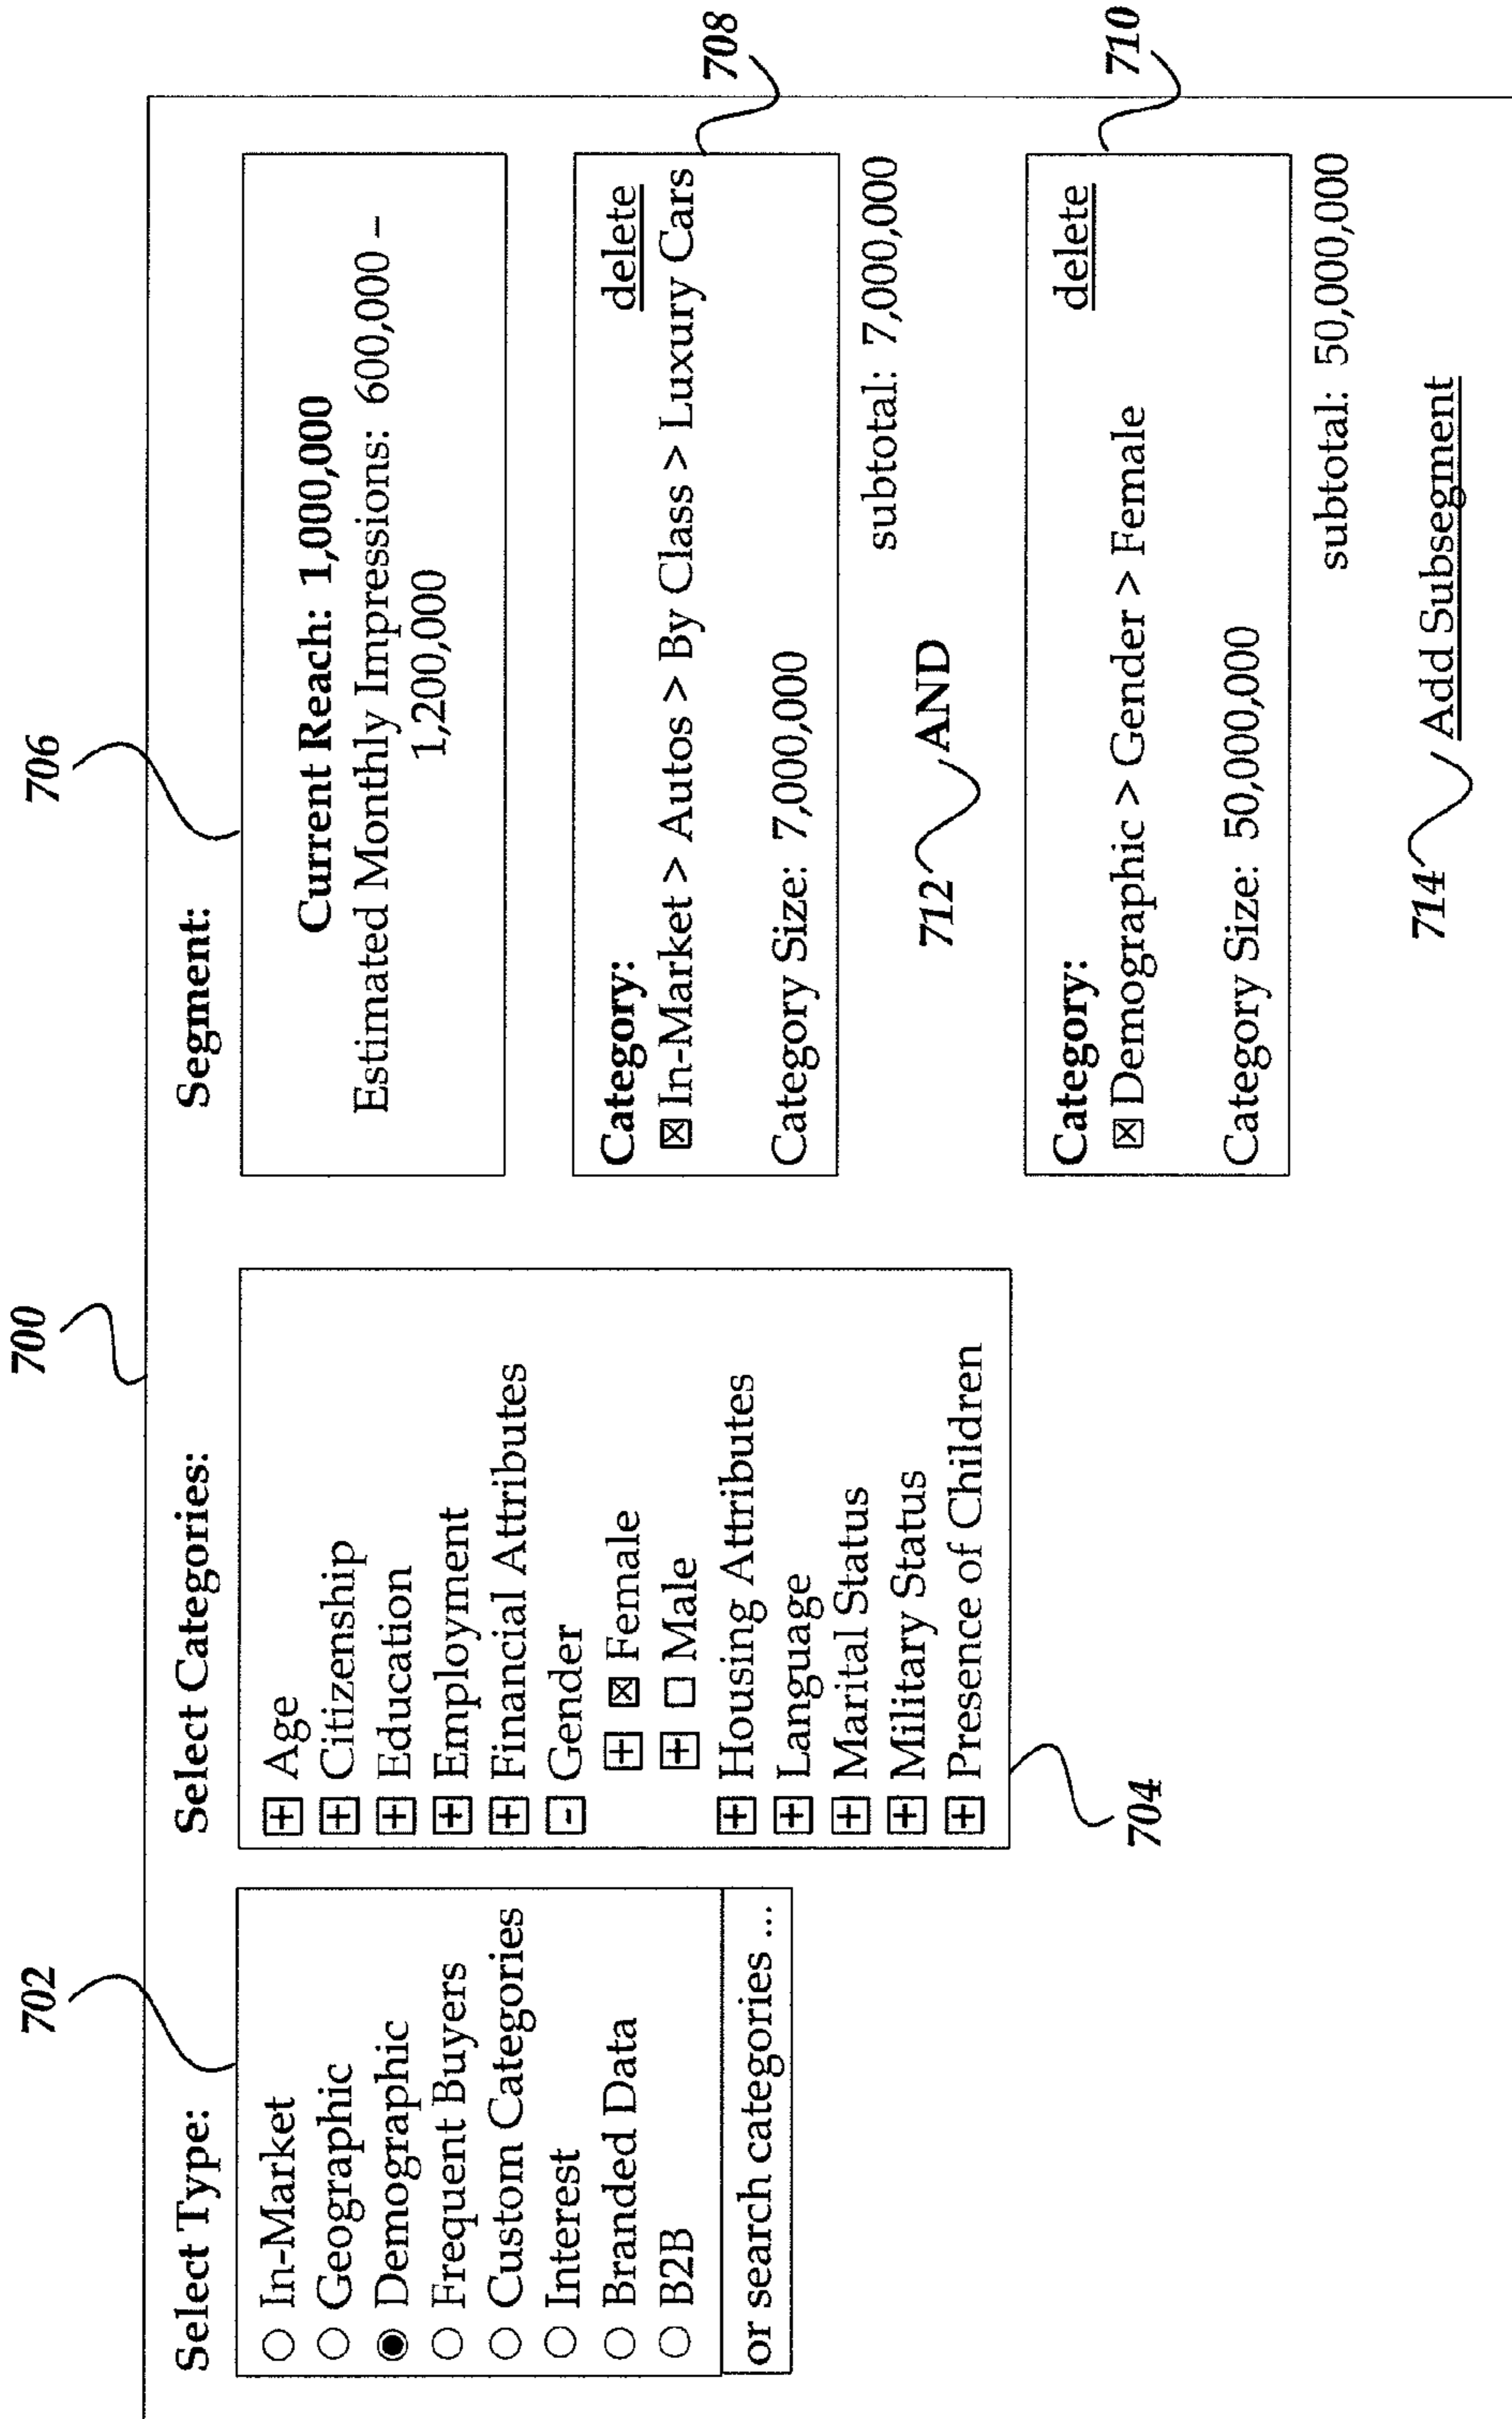 700
702
Select Type:
In-Market
Geographic
Demographic
Frequent Buyers
Custom Categories
Interest
Branded Data
B2B
or search categories ...
Select Categories:
+ Age
+ Citizenship
+ Education
+ Employment
+ Financial Attributes
- Gender
+ ☒ Female
+ ☐ Male
+ Housing Attributes
+ Language
+ Marital Status
+ Military Status
+ Presence of Children
704
706
Segment:
Current Reach: 1,000,000
Estimated Monthly Impressions: 600,000 –
1,200,000
708
Category: delete
☒ In-Market > Autos > By Class > Luxury Cars
Category Size: 7,000,000
subtotal: 7,000,000
712 AND
710
Category: delete
☒ Demographic > Gender > Female
Category Size: 50,000,000
subtotal: 50,000,000
714 Add Subsegment